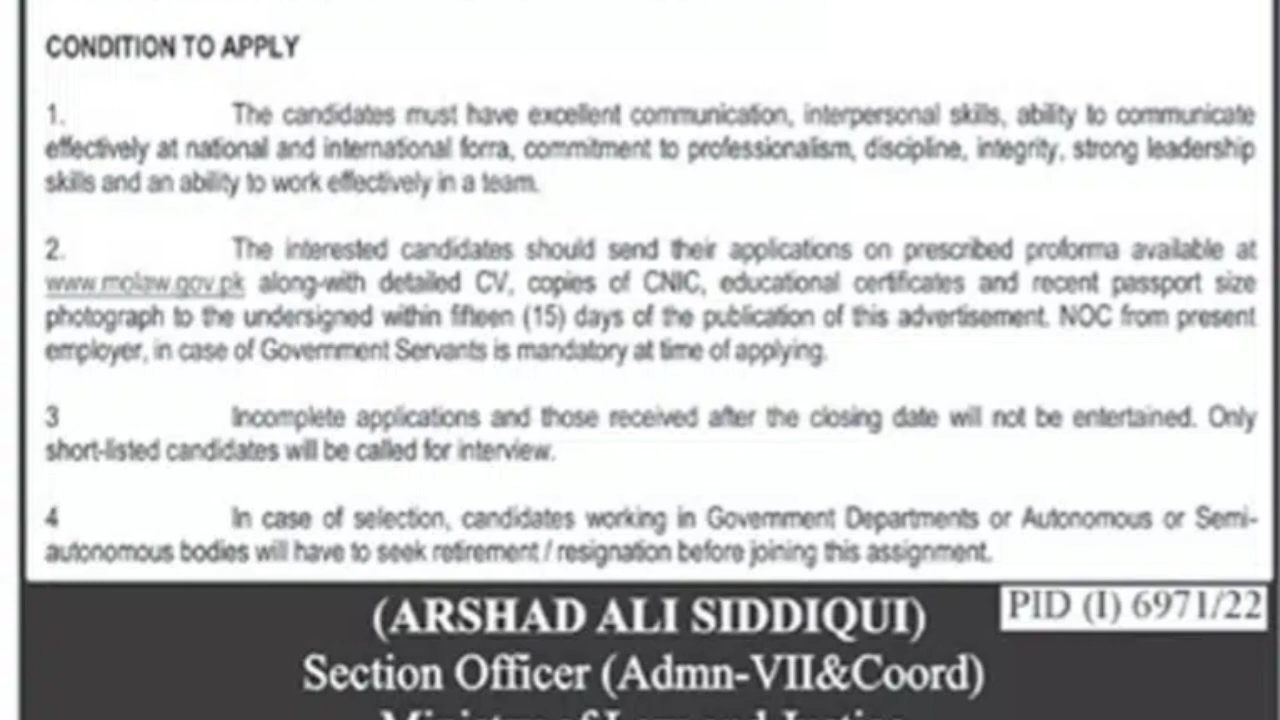 CONDITION TO APPLY
1. The candidates must have excellent communication, interpersonal skills, ability to communicate
effectively at national and international forra, commitment to professionalism, discipline, integrity, strong leadership
skills and an ability to work effectively in a team.
2. The interested candidates should send their applications on prescribed proforma available at
www.molaw.gov.pk along-with detailed CV, copies of CNIC, educational certificates and recent passport size
photograph to the undersigned within fifteen (15) days of the publication of this advertisement. NOC from present
employer, in case of Government Servants is mandatory at time of applying.
3 Incomplete applications and those received after the closing date will not be entertained. Only
short-listed candidates will be called for interview.
4 In case of selection, candidates working in Government Departments or Autonomous or Semi-
autonomous bodies will have to seek retirement / resignation before joining this assignment.
(ARSHAD ALI SIDDIQUI)
PID (I) 6971/22
Section Officer (Admn-VII&Coord)
Ministry of Law and Justice